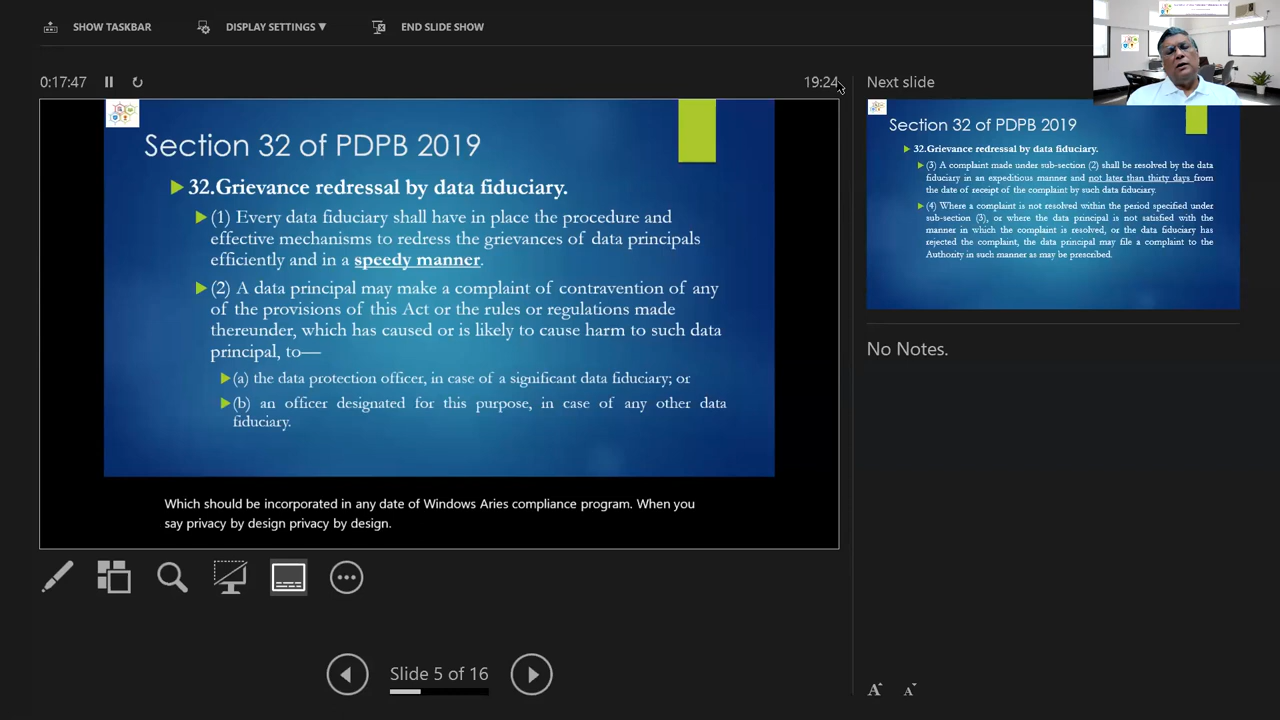 SHOW TASKBAR
DISPLAY SETTINGS ▼
END SLIDE SHOW
0:17:47
19:24
Section 32 of PDPB 2019
32.Grievance redressal by data fiduciary.
(1) Every data fiduciary shall have in place the procedure and
effective mechanisms to redress the grievances of data principals
efficiently and in a speedy manner.
(2) A data principal may make a complaint of contravention of any
of the provisions of this Act or the rules or regulations made
thereunder, which has caused or is likely to cause harm to such data
principal, to—
(a) the data protection officer, in case of a significant data fiduciary; or
(b) an officer designated for this purpose, in case of any other data
fiduciary.
Which should be incorporated in any date of Windows Aries compliance program. When you
say privacy by design privacy by design.
Slide 5 of 16
Next slide
Section 32 of PDPB 2019
32.Grievance redressal by data fiduciary.
(3) A complaint made under sub-section (2) shall be resolved by the data
fiduciary in an expeditious manner and not later than thirty days from
the date of receipt of the complaint by such data fiduciary.
(4) Where a complaint is not resolved within the period specified under
sub-section (3), or where the data principal is not satisfied with the
manner in which the complaint is resolved, or the data fiduciary has
rejected the complaint, the data principal may file a complaint to the
Authority in such manner as may be prescribed.
No Notes.
A
A